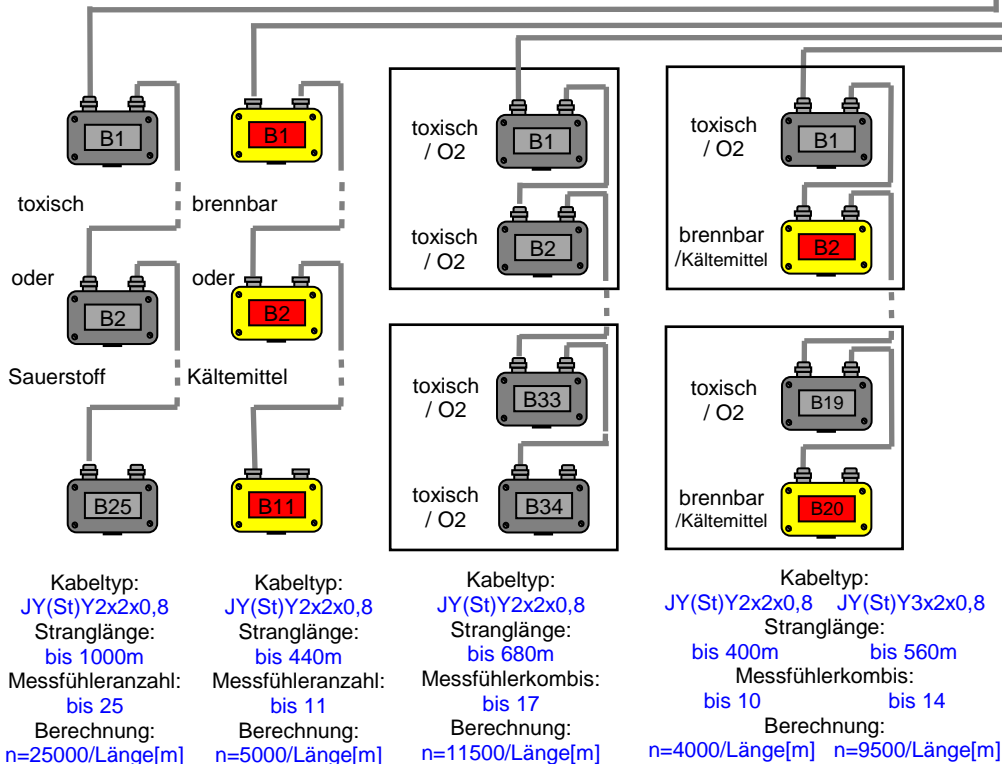 B1
toxisch
oder
B2
Sauerstoff
B25
Kabeltyp:
JY(St)Y2x2x0,8
Stranglänge:
bis 1000m
Messfühleranzahl:
bis 25
Berechnung:
n=25000/Länge[m]
B1
brennbar
oder
B2
Kältemittel
B11
Kabeltyp:
JY(St)Y2x2x0,8
Stranglänge:
bis 440m
Messfühleranzahl:
bis 11
Berechnung:
n=5000/Länge[m]
toxisch
/ O2
B1
toxisch
/ O2
B2
toxisch
/ O2
B33
toxisch
/ O2
B34
Kabeltyp:
JY(St)Y2x2x0,8
Stranglänge:
bis 680m
Messfühlerkombis:
bis 17
Berechnung:
n=11500/Länge[m]
toxisch
/ O2
B1
brennbar
/Kältemittel
B2
toxisch
/ O2
B19
brennbar
/Kältemittel
B20
Kabeltyp:
JY(St)Y2x2x0,8 JY(St)Y3x2x0,8
Stranglänge:
bis 400m bis 560m
Messfühlerkombis:
bis 10 bis 14
Berechnung:
n=4000/Länge[m] n=9500/Länge[m]